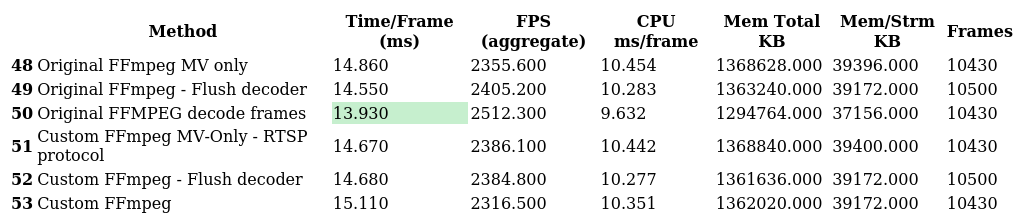 Method Time/Frame (ms) FPS (aggregate) CPU ms/frame Mem Total KB Mem/Strm KB Frames
48 Original FFmpeg MV only 14.860 2355.600 10.454 1368628.000 39396.000 10430
49 Original FFmpeg - Flush decoder 14.550 2405.200 10.283 1363240.000 39172.000 10500
50 Original FFMPEG decode frames 13.930 2512.300 9.632 1294764.000 37156.000 10430
51 Custom FFmpeg MV-Only - RTSP protocol 14.670 2386.100 10.442 1368840.000 39400.000 10430
52 Custom FFmpeg - Flush decoder 14.680 2384.800 10.277 1361636.000 39172.000 10500
53 Custom FFmpeg 15.110 2316.500 10.351 1362020.000 39172.000 10430